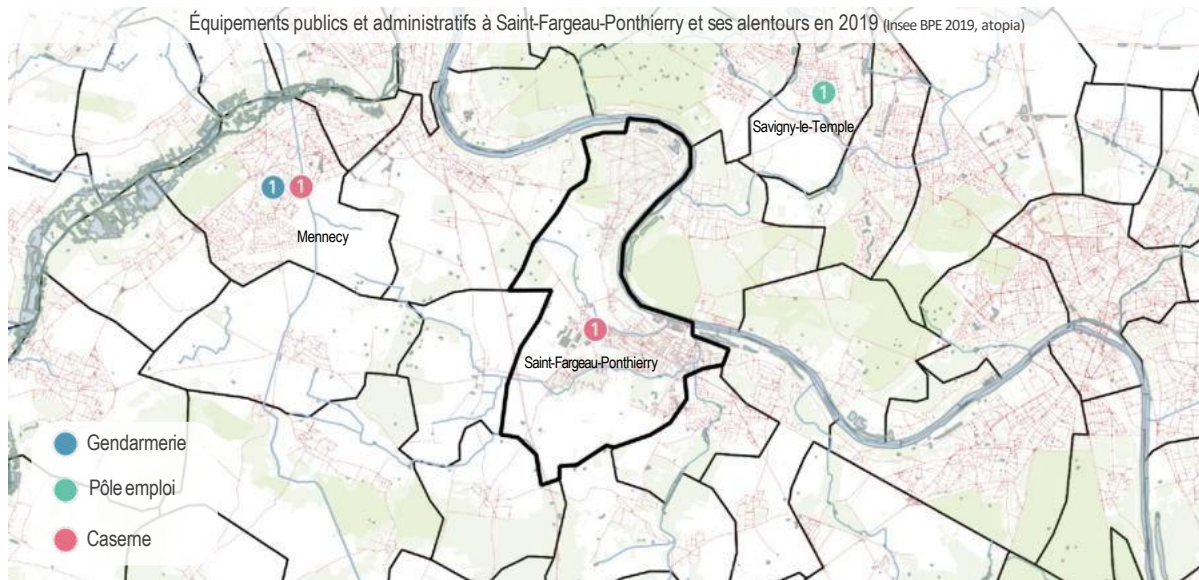 Équipements publics et administratifs à Saint-Fargeau-Ponthierry et ses alentours en 2019 (Insee BPE 2019, atopia)
1
Savigny-le-Temple
1 1
Mennecy
1
Saint-Fargeau-Ponthierry
Gendarmerie
Pôle emploi
Caserne